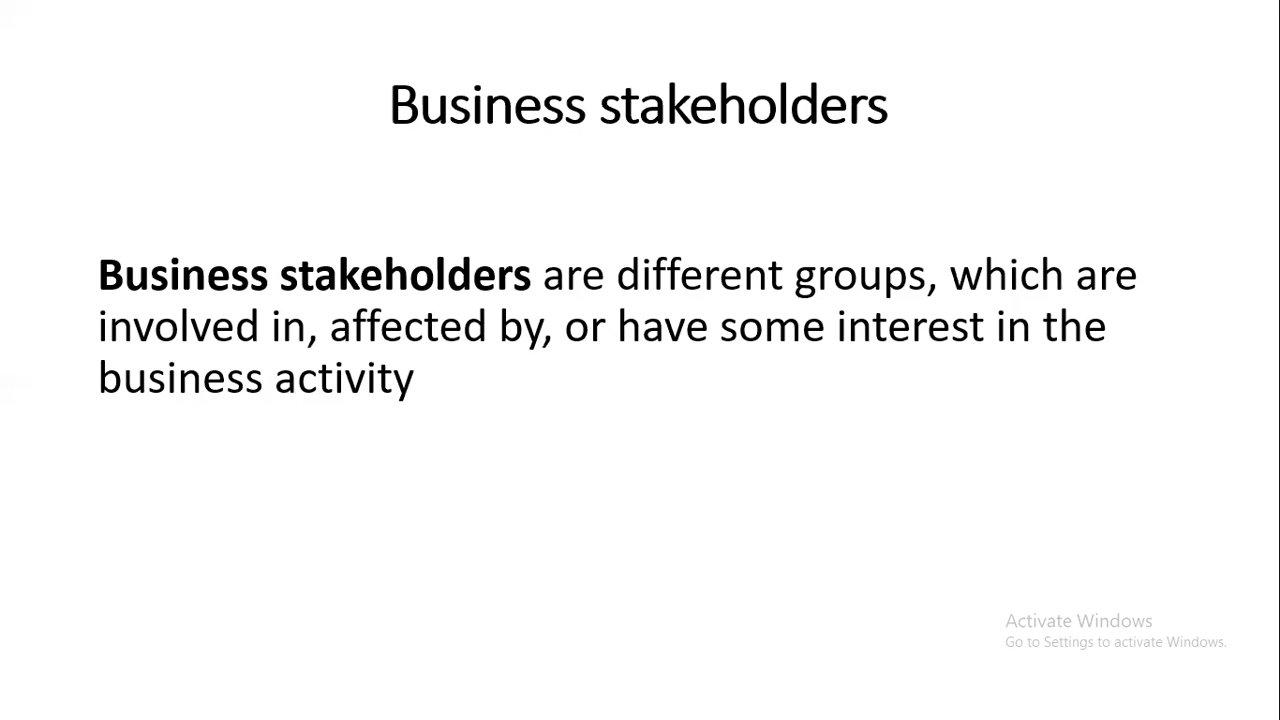 Business stakeholders
Business stakeholders are different groups, which are
involved in, affected by, or have some interest in the
business activity
Activate Windows
Go to Settings to activate Windows.